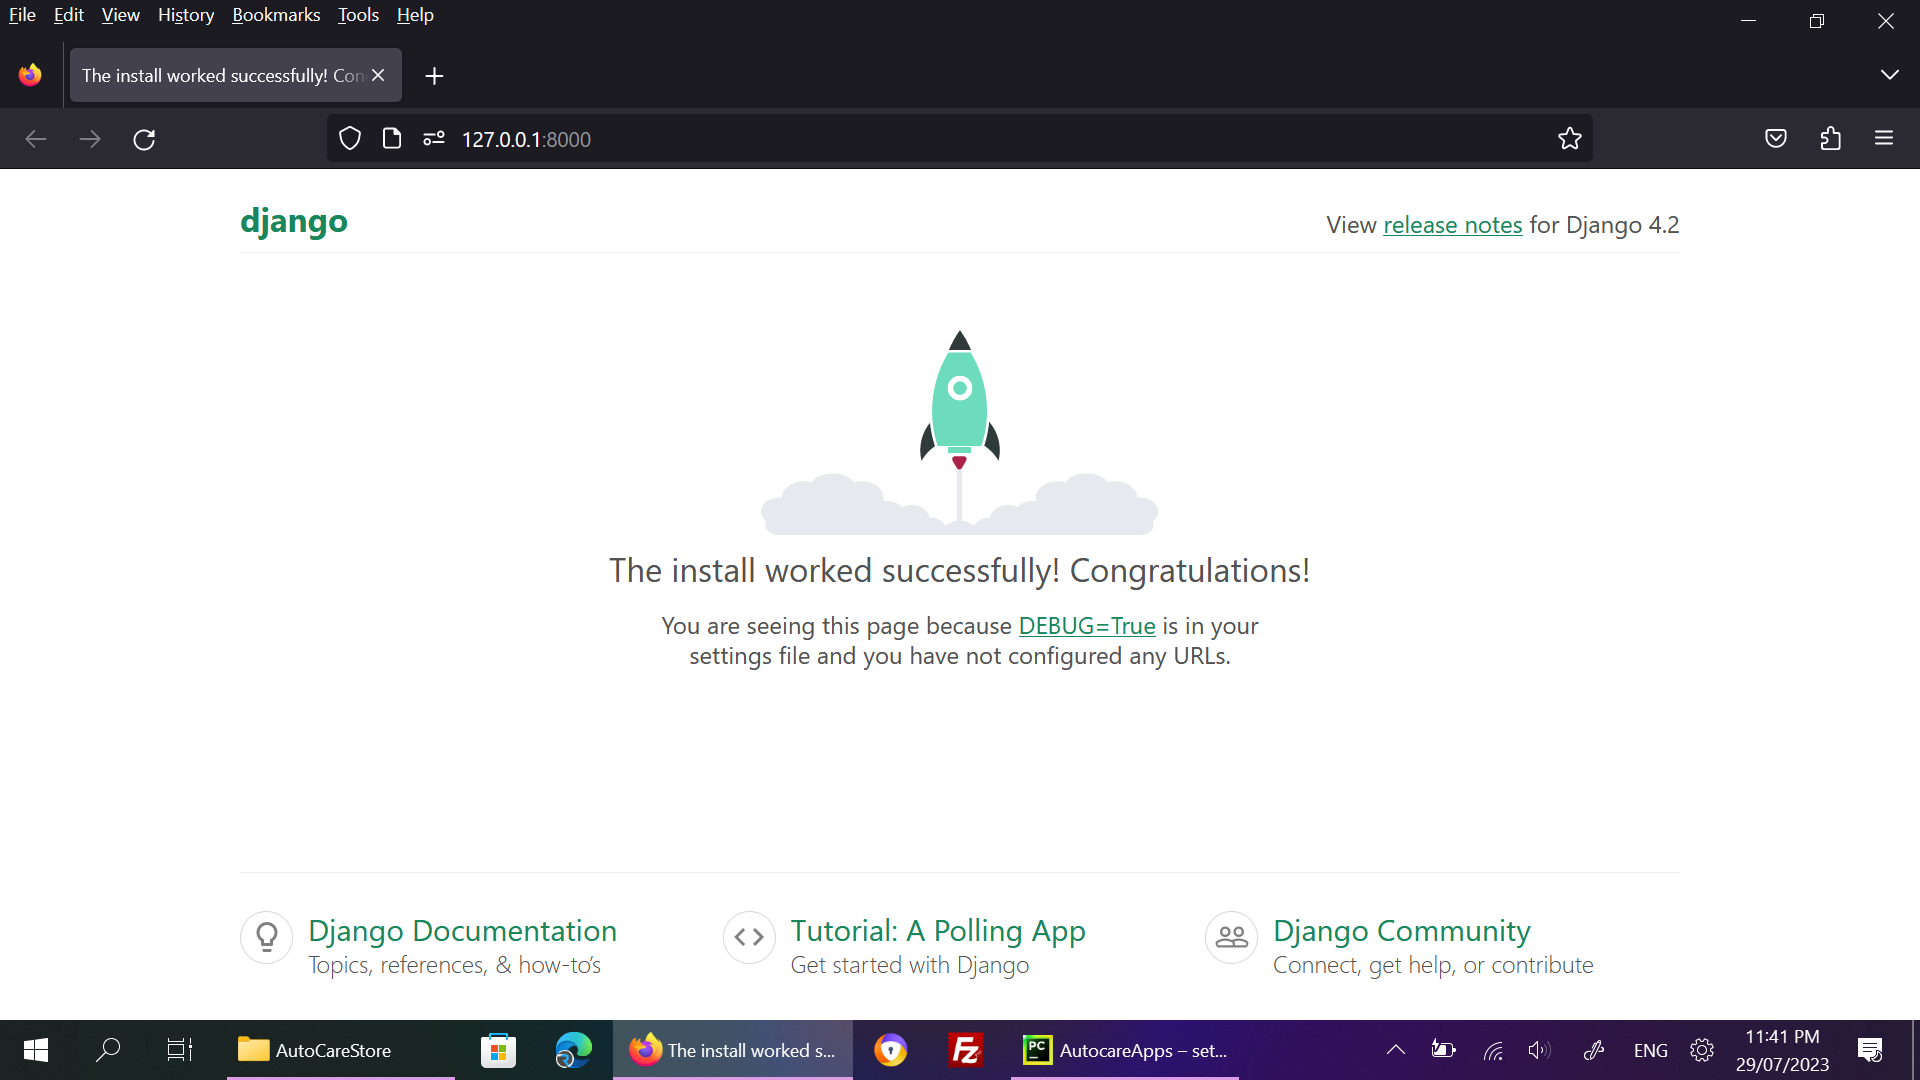 File Edit View History Bookmarks Tools Help
The install worked successfully! Con
127.0.0.1:8000
django
View release notes for Django 4.2
The install worked successfully! Congratulations!
You are seeing this page because DEBUG=True is in your
settings file and you have not configured any URLs.
Django Documentation
Topics, references, & how-to’s
Tutorial: A Polling App
Get started with Django
Django Community
Connect, get help, or contribute
AutoCareStore
The install worked s...
Fz
PC
AutocareApps – set...
ENG
11:41 PM
29/07/2023